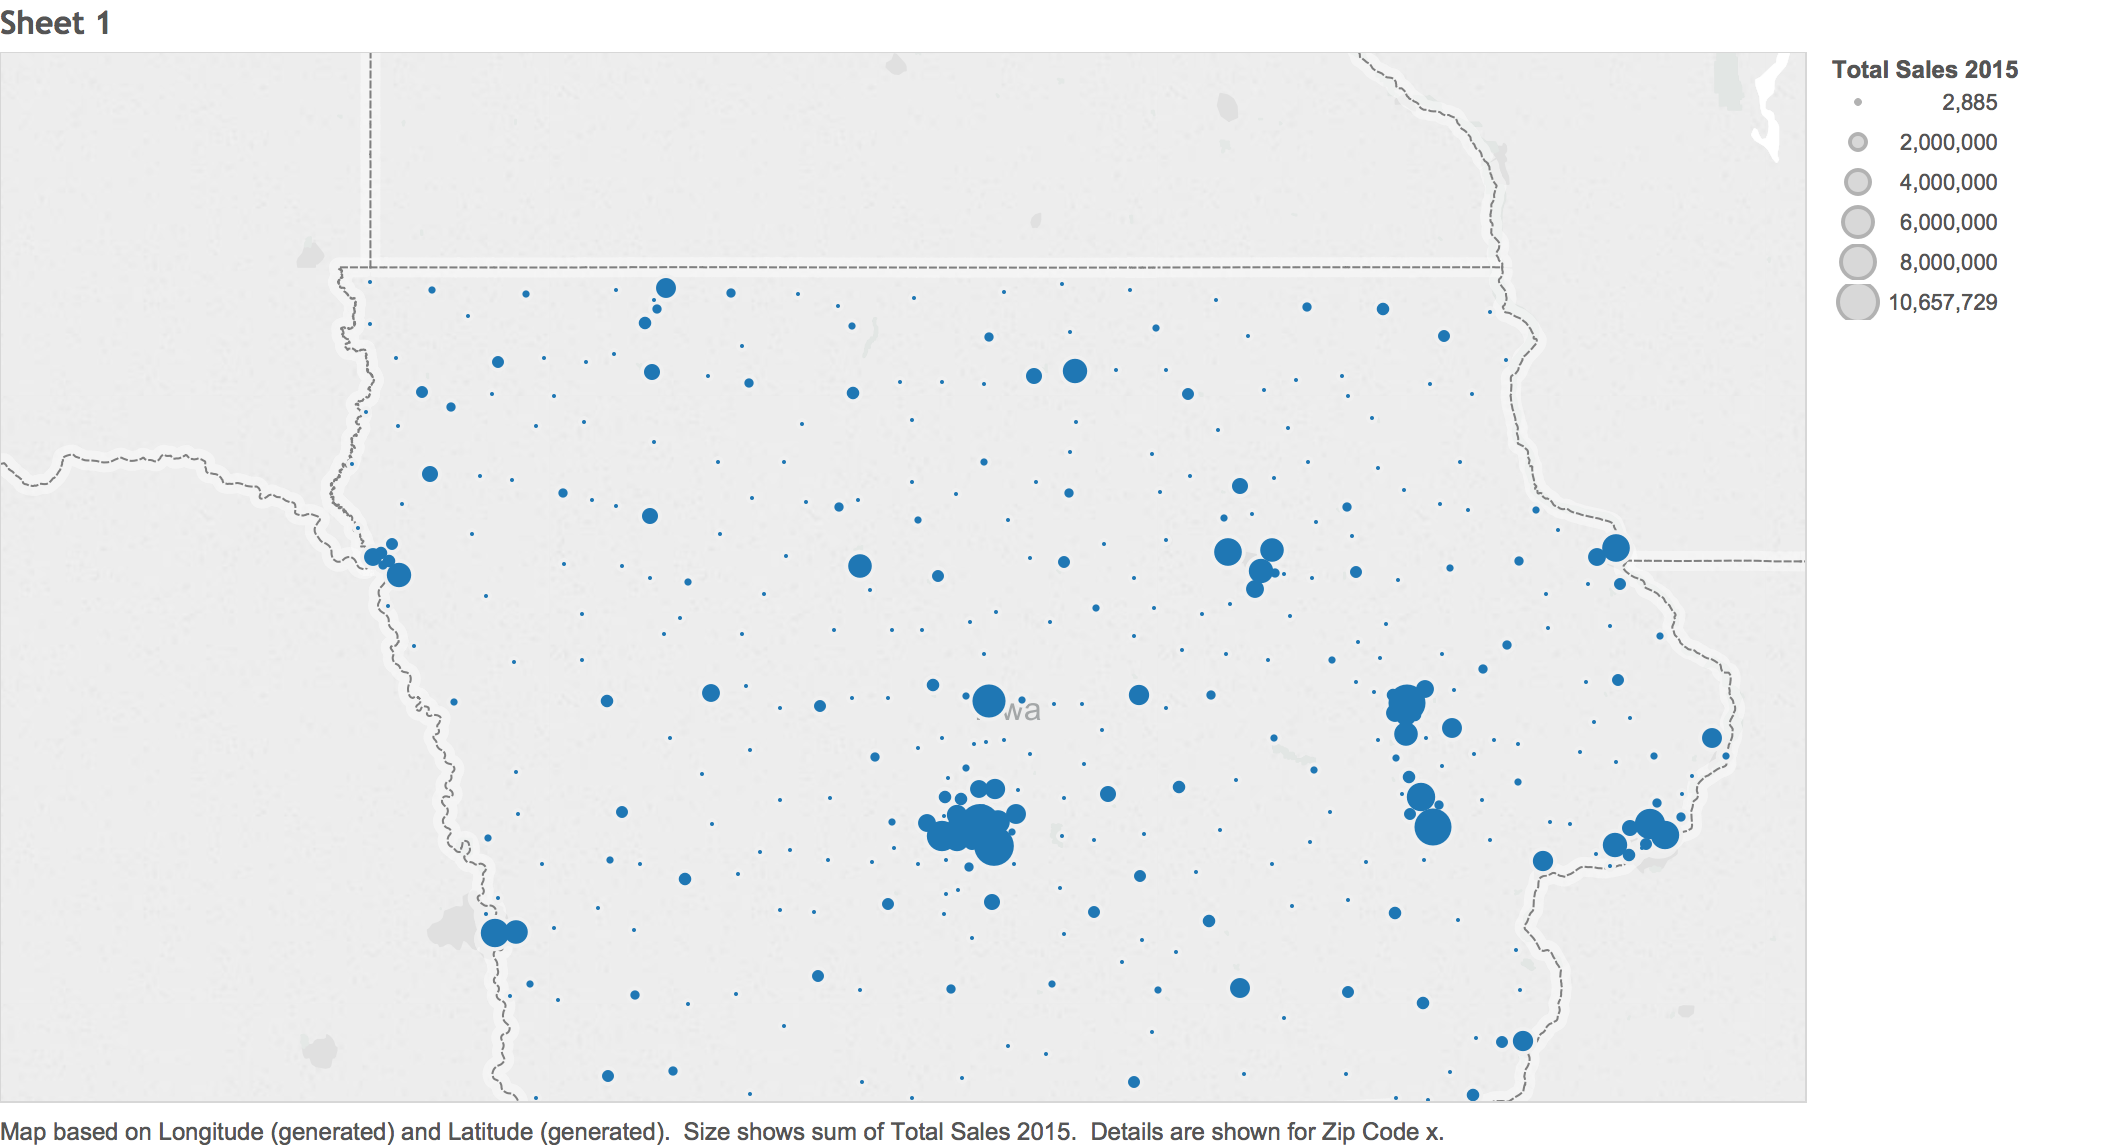 Sheet 1
Total Sales 2015
2,885
2,000,000
4,000,000
6,000,000
8,000,000
10,657,729
wa
Map based on Longitude (generated) and Latitude (generated).  Size shows sum of Total Sales 2015.  Details are shown for Zip Code x.